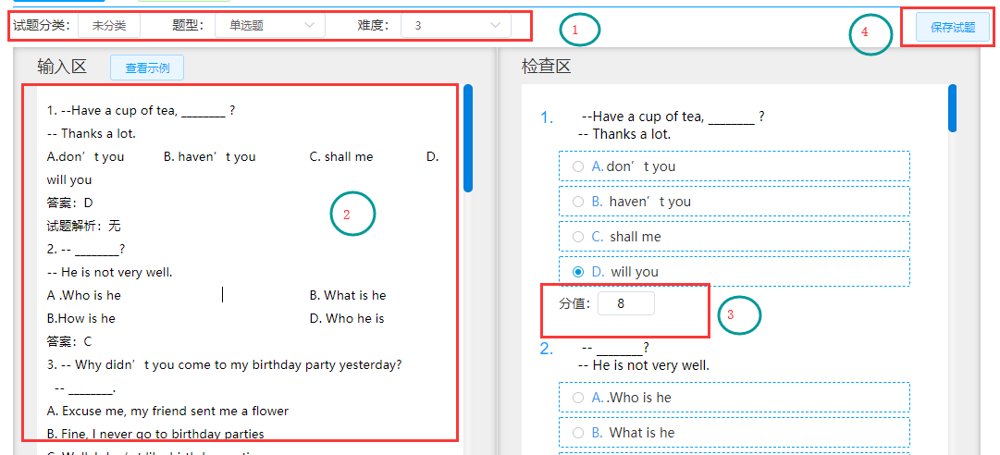 试题分类： 未分类 题型： 单选题 难度： 3 1 4 保存试题
输入区 查看示例
1. --Have a cup of tea, ________ ?
-- Thanks a lot.
A.don’t you B. haven’t you C. shall me D.
will you
答案：D
试题解析：无
2
2. -- ________?
-- He is not very well.
A .Who is he B. What is he
B.How is he D. Who he is
答案：C
3. -- Why didn’t you come to my birthday party yesterday?
-- ________.
A. Excuse me, my friend sent me a flower
B. Fine, I never go to birthday parties
检查区
1. --Have a cup of tea, ________ ?
-- Thanks a lot.
A. don’t you
B. haven’t you
C. shall me
D. will you
分值： 8
3
2. -- ________?
-- He is not very well.
A. .Who is he
B. What is he